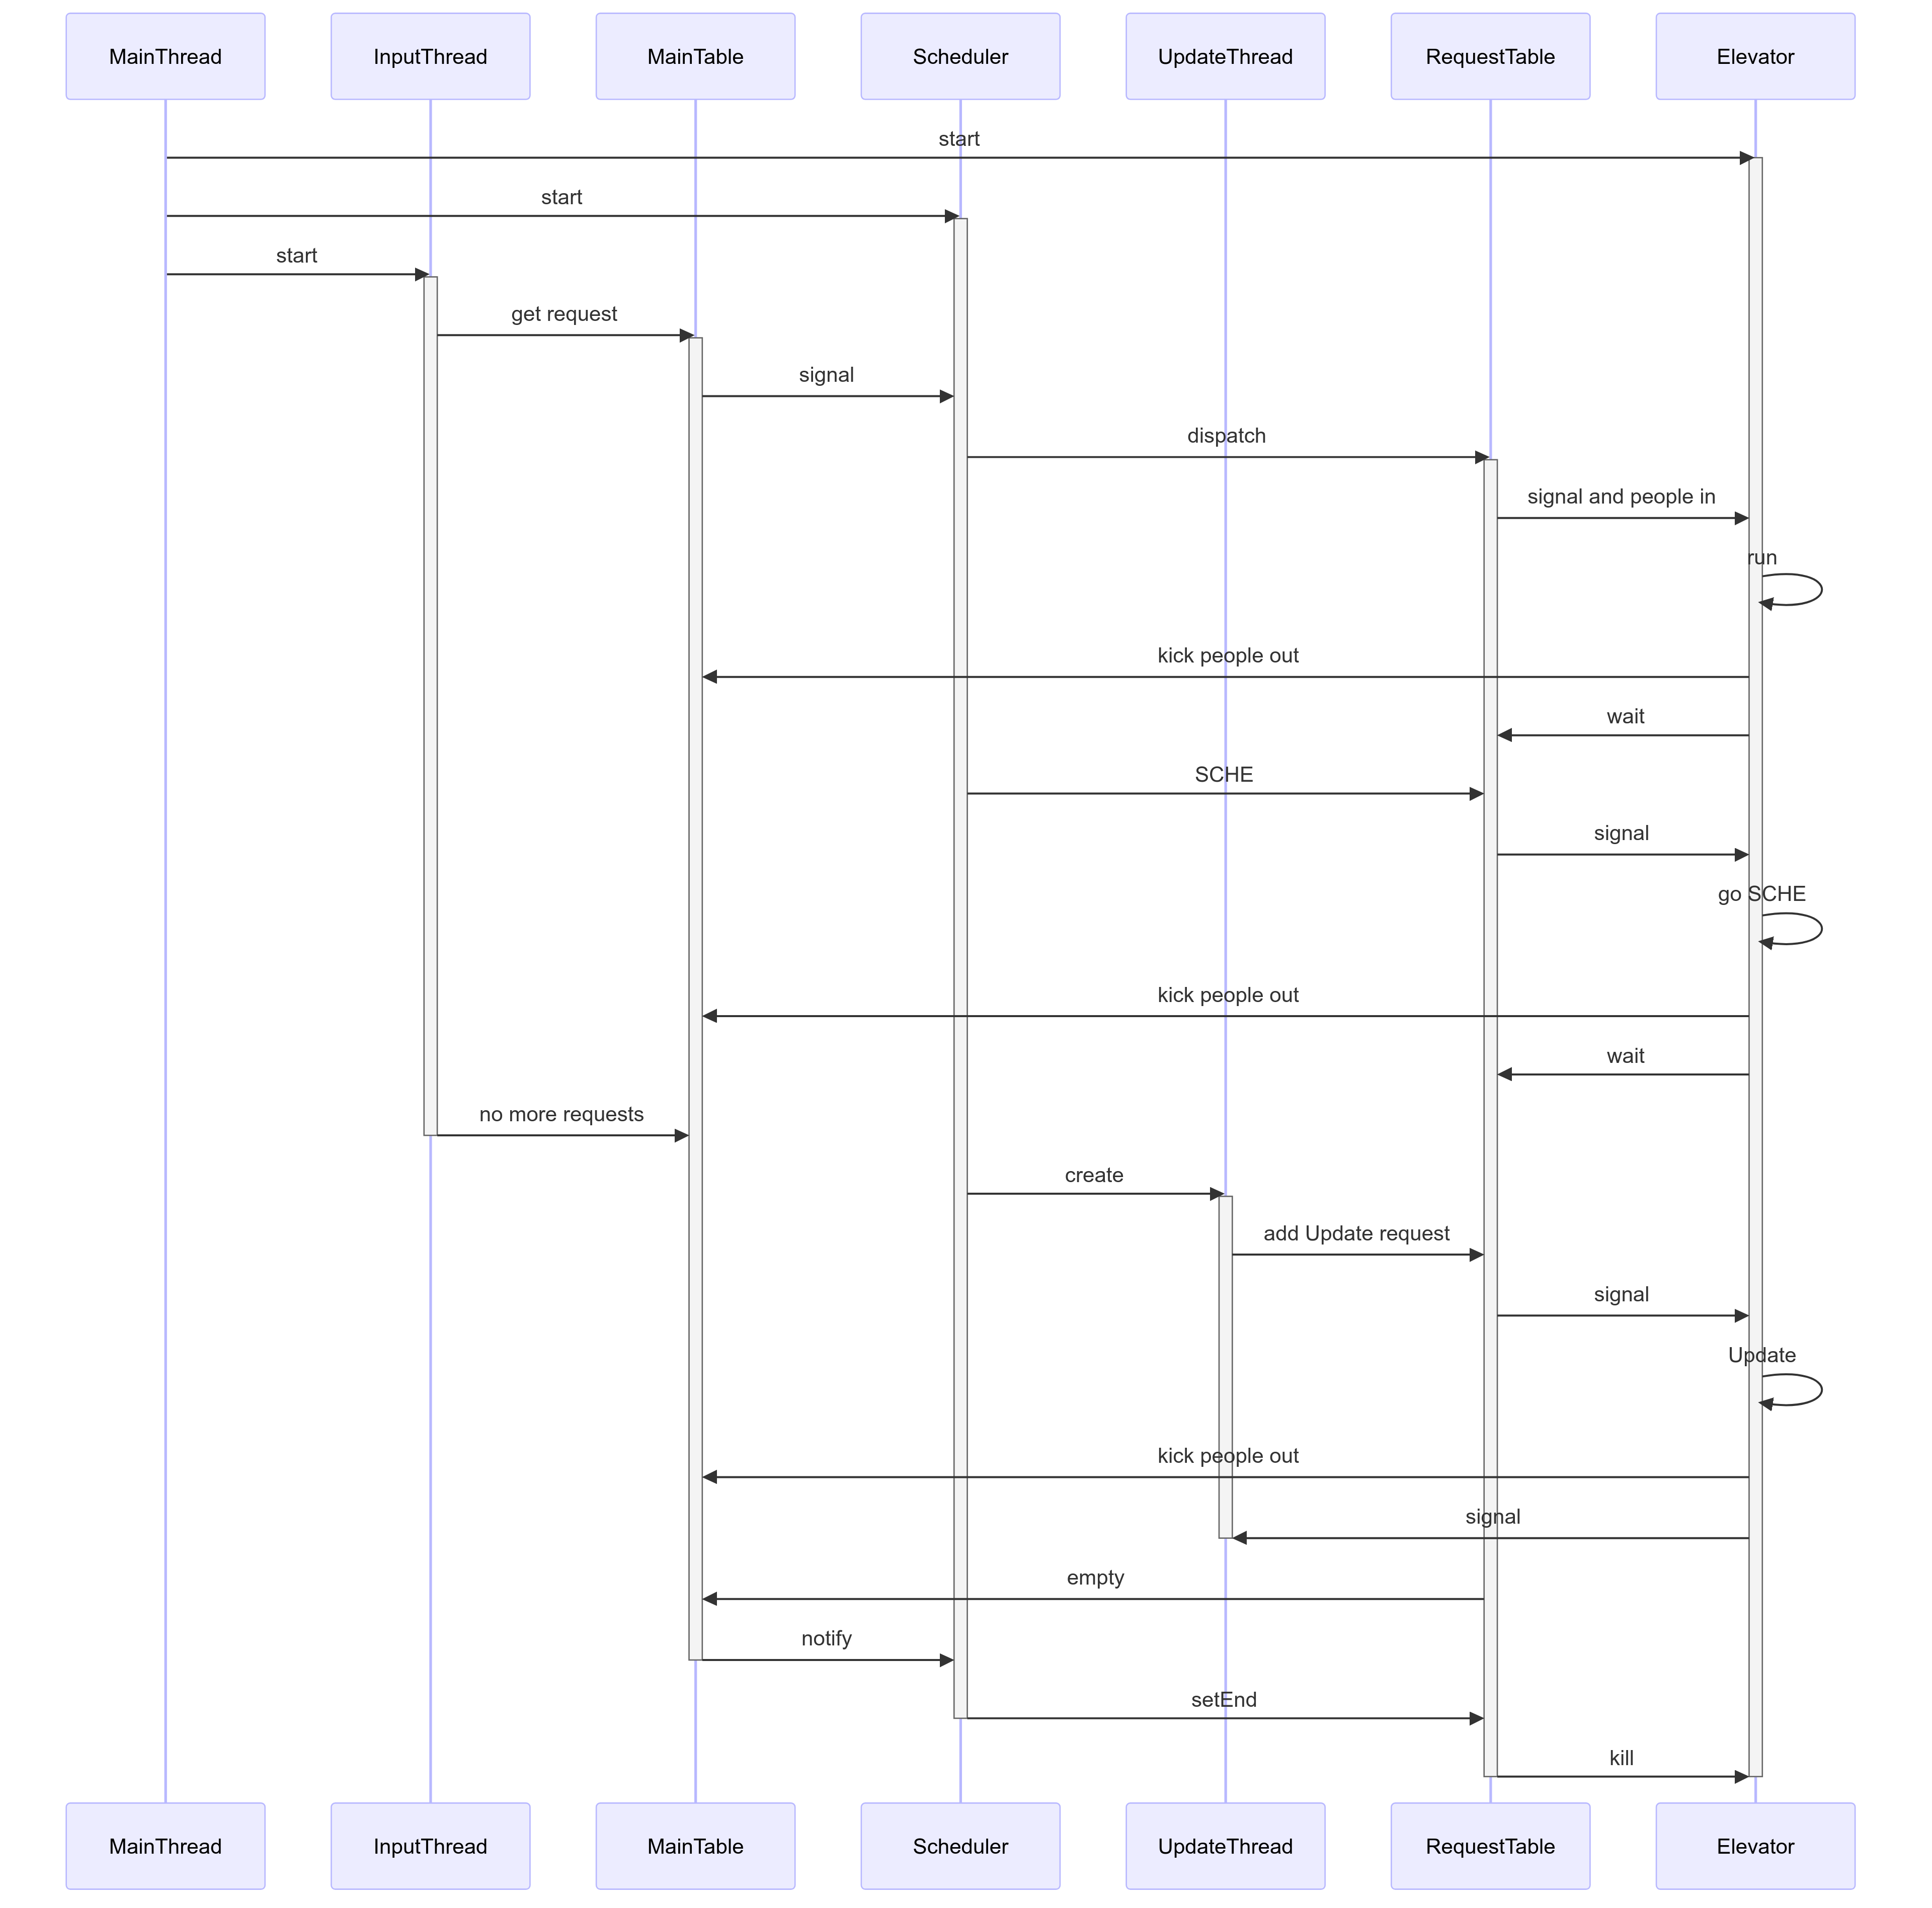 MainThread
InputThread
MainTable
Scheduler
UpdateThread
RequestTable
Elevator
start
start
start
get request
signal
dispatch
signal and people in
run
kick people out
wait
SCHE
signal
go SCHE
kick people out
wait
no more requests
create
add Update request
signal
Update
kick people out
signal
empty
notify
setEnd
kill
MainThread
InputThread
MainTable
Scheduler
UpdateThread
RequestTable
Elevator